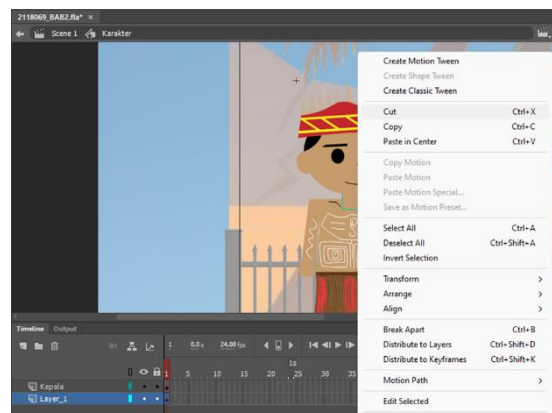 2118069_BAB2.fla* ×
Scene 1 Karakter
Create Motion Tween
Create Shape Tween
Create Classic Tween
Cut Ctrl+X
Copy Ctrl+C
Paste in Center Ctrl+V
Copy Motion
Paste Motion
Paste Motion Special...
Save as Motion Preset...
Select All Ctrl+A
Deselect All Ctrl+Shift+A
Invert Selection
Transform >
Arrange >
Align >
Break Apart Ctrl+B
Distribute to Layers Ctrl+Shift+D
Distribute to Keyframes Ctrl+Shift+K
Motion Path >
Edit Selected
Timeline Output
1 0,0 s 24,00 fps
1s
1 5 10 15 20 25 30 35
Kepala
Layer_1